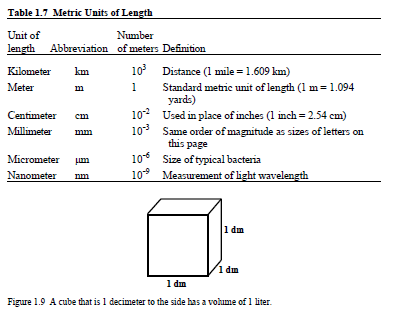 Table 1.7 Metric Units of Length
Unit of Number
length Abbreviation of meters Definition
Kilometer km 10³ Distance (1 mile = 1.609 km)
Meter m 1 Standard metric unit of length (1 m = 1.094
yards)
Centimeter cm 10⁻² Used in place of inches (1 inch = 2.54 cm)
Millimeter mm 10⁻³ Same order of magnitude as sizes of letters on
this page
Micrometer μm 10⁻⁶ Size of typical bacteria
Nanometer nm 10⁻⁹ Measurement of light wavelength
1 dm
1 dm
1 dm
Figure 1.9 A cube that is 1 decimeter to the side has a volume of 1 liter.